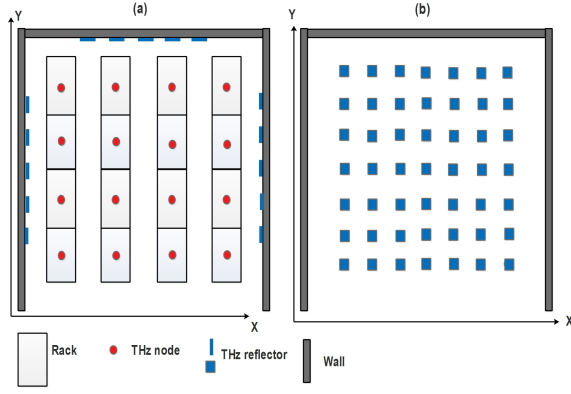 (a)
(b)
Y
X
Y
X
Rack
THz node
THz reflector
Wall